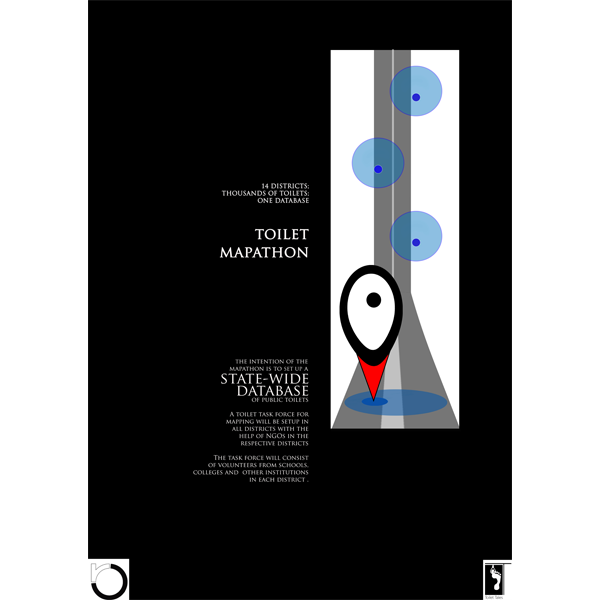 14 DISTRICTS;
THOUSANDS OF TOILETS;
ONE DATABASE
TOILET
MAPATHON
THE INTENTION OF THE
MAPATHON IS TO SET UP A
STATE-WIDE
DATABASE
OF PUBLIC TOILETS
A TOILET TASK FORCE FOR
MAPPING WILL BE SETUP IN
ALL DISTRICTS WITH THE
HELP OF NGOS IN THE
RESPECTIVE DISTRICTS
THE TASK FORCE WILL CONSIST
OF VOLUNTEERS FROM SCHOOLS,
COLLEGES AND OTHER INSTITUTIONS
IN EACH DISTRICT .